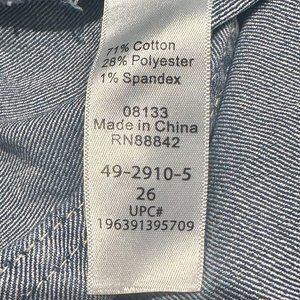 71% Cotton
28% Polyester
1% Spandex
08133
Made in China
RN88842
49-2910-5
26
UPC#
196391395709